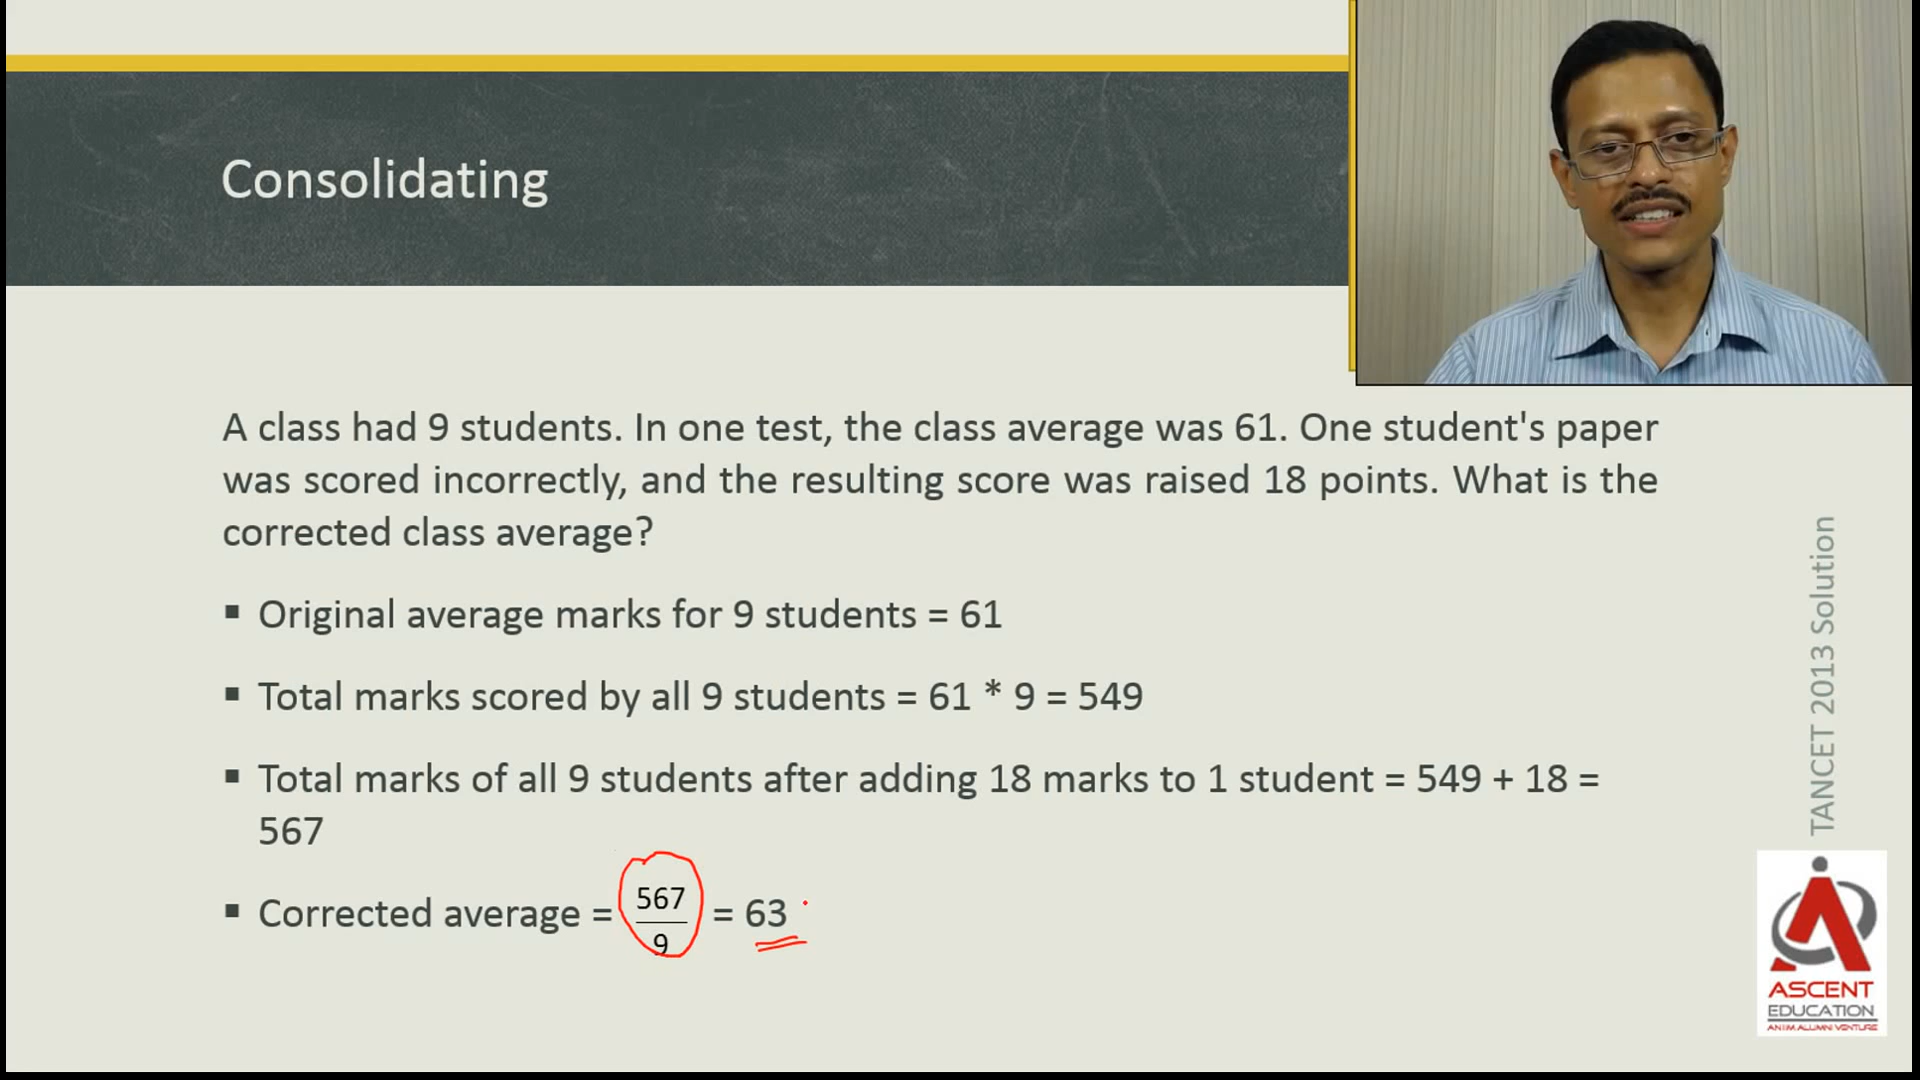 Consolidating
A class had 9 students. In one test, the class average was 61. One student's paper
was scored incorrectly, and the resulting score was raised 18 points. What is the
corrected class average?
▪ Original average marks for 9 students = 61
▪ Total marks scored by all 9 students = 61 * 9 = 549
▪ Total marks of all 9 students after adding 18 marks to 1 student = 549 + 18 =
567
▪ Corrected average = 567/9 = 63
TANCET 2013 Solution
ASCENT
EDUCATION
AN IIM ALUMNI VENTURE